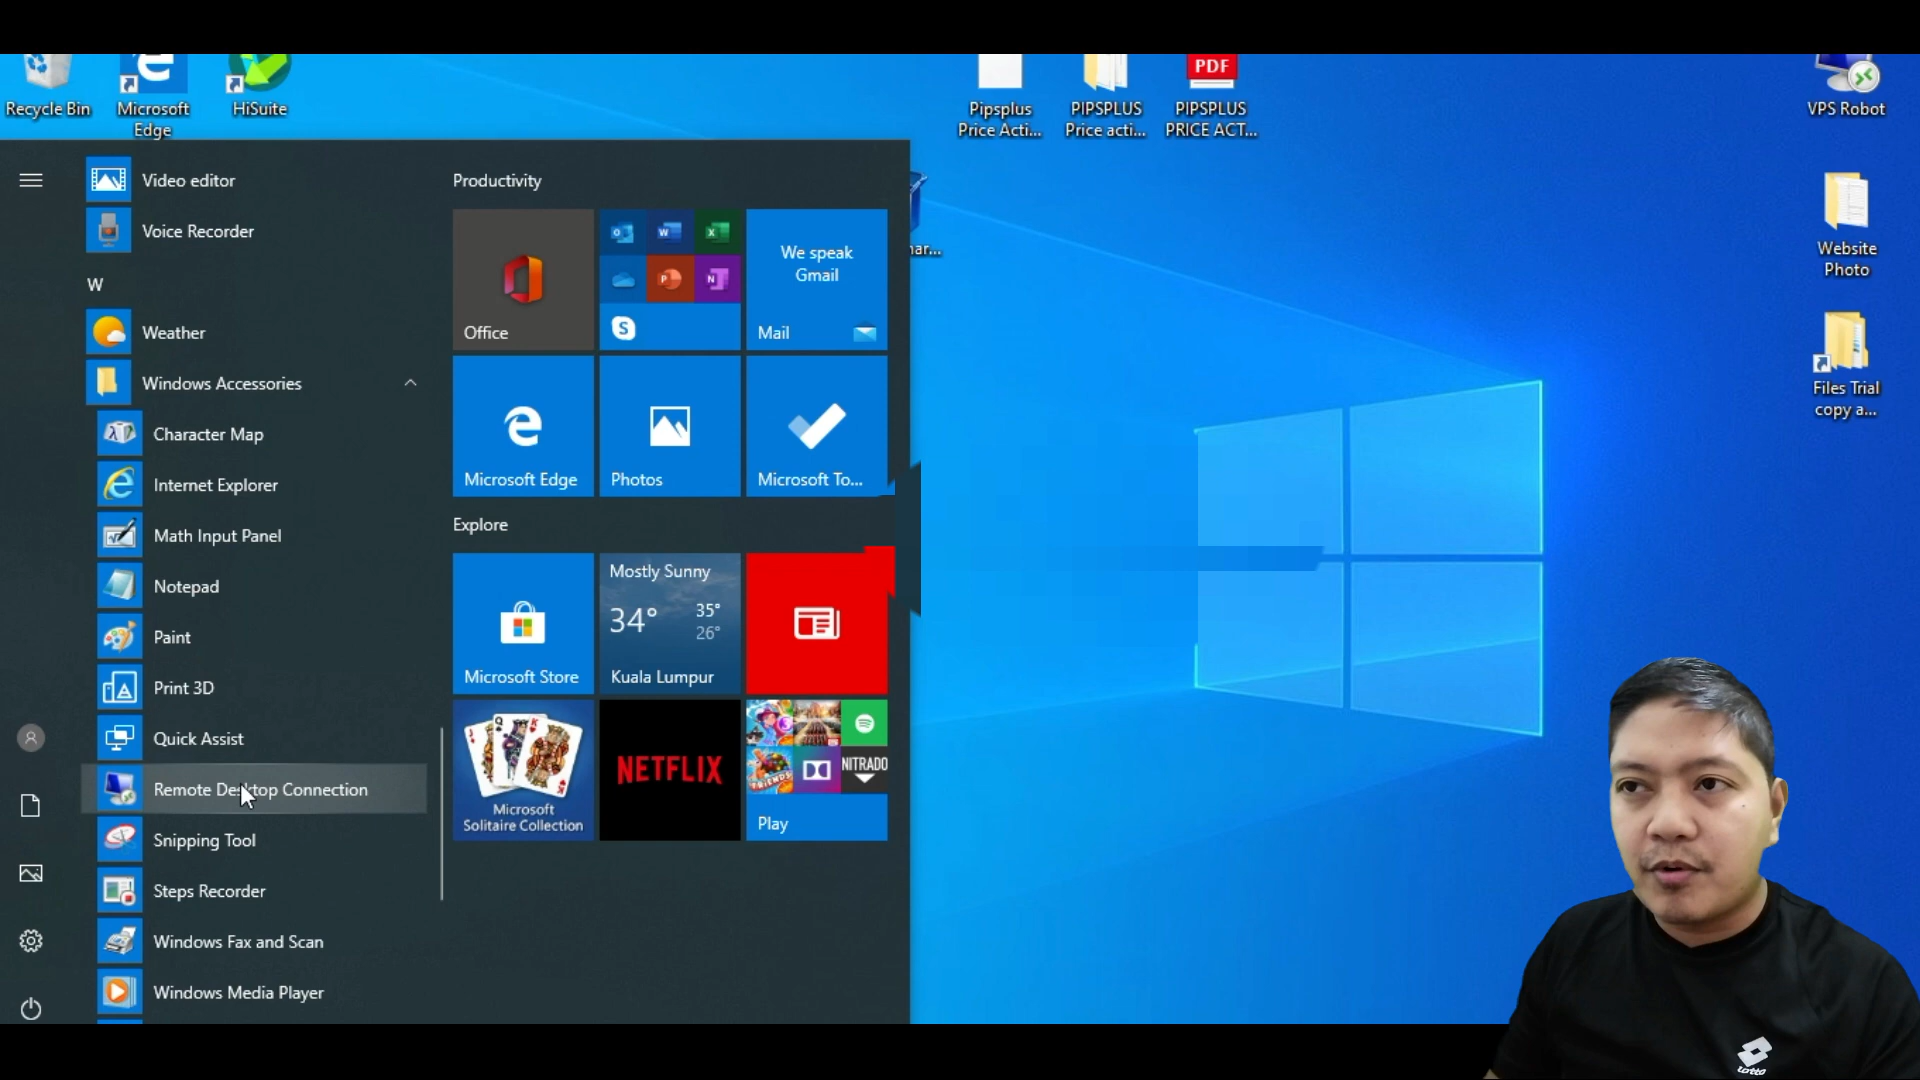 Recycle Bin
Microsoft
Edge
HiSuite
Pipsplus
Price Acti...
PIPSPLUS
Price acti...
PDF
PIPSPLUS
PRICE ACT...
VPS Robot
Website
Photo
Files Trial
copy a...
Video editor
Voice Recorder
W
Weather
Windows Accessories
Character Map
Internet Explorer
Math Input Panel
Notepad
Paint
Print 3D
Quick Assist
Remote Desktop Connection
Snipping Tool
Steps Recorder
Windows Fax and Scan
Windows Media Player
Productivity
Office
We speak
Gmail
Mail
Microsoft Edge
Photos
Microsoft To...
Explore
Microsoft Store
Mostly Sunny
34°
35°
26°
Kuala Lumpur
Microsoft
Solitaire Collection
NETFLIX
FRIENDS
NITRADO
Play
lotto